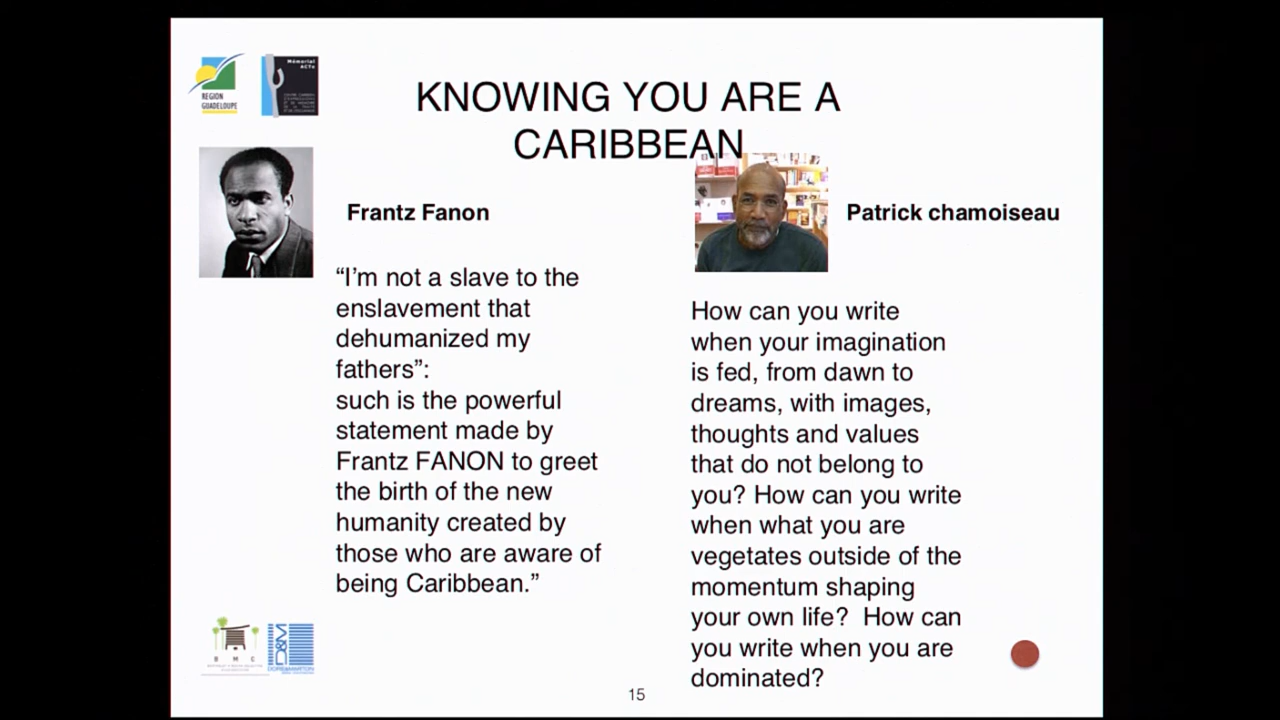 REGION
GUADELOUPE
Mémorial
ACTe
KNOWING YOU ARE A
CARIBBEAN
Frantz Fanon
Patrick chamoiseau
“I’m not a slave to the
enslavement that
dehumanized my
fathers”:
such is the powerful
statement made by
Frantz FANON to greet
the birth of the new
humanity created by
those who are aware of
being Caribbean.”
How can you write
when your imagination
is fed, from dawn to
dreams, with images,
thoughts and values
that do not belong to
you? How can you write
when what you are
vegetates outside of the
momentum shaping
your own life?  How can
you write when you are
dominated?
B M C
D&M
15